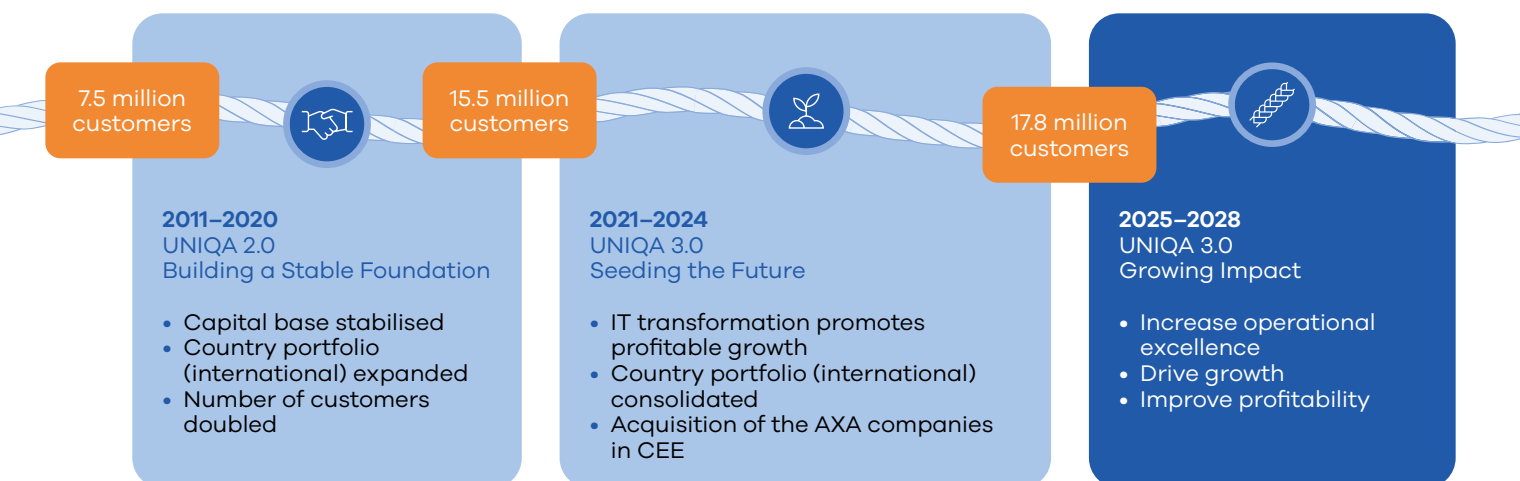 7.5 million
customers
15.5 million
customers
17.8 million
customers
2011–2020
UNIQA 2.0
Building a Stable Foundation
• Capital base stabilised
• Country portfolio
(international) expanded
• Number of customers
doubled
2021–2024
UNIQA 3.0
Seeding the Future
• IT transformation promotes
profitable growth
• Country portfolio (international)
consolidated
• Acquisition of the AXA companies
in CEE
2025–2028
UNIQA 3.0
Growing Impact
• Increase operational
excellence
• Drive growth
• Improve profitability